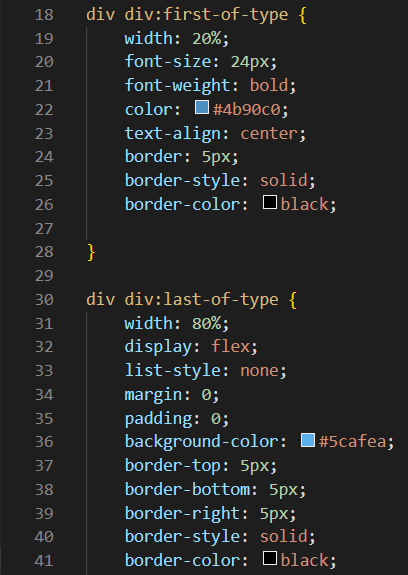 18 div div:first-of-type {
19 width: 20%;
20 font-size: 24px;
21 font-weight: bold;
22 color: #4b90c0;
23 text-align: center;
24 border: 5px;
25 border-style: solid;
26 border-color: black;
27
28 }
29
30 div div:last-of-type {
31 width: 80%;
32 display: flex;
33 list-style: none;
34 margin: 0;
35 padding: 0;
36 background-color: #5cafea;
37 border-top: 5px;
38 border-bottom: 5px;
39 border-right: 5px;
40 border-style: solid;
41 border-color: black;